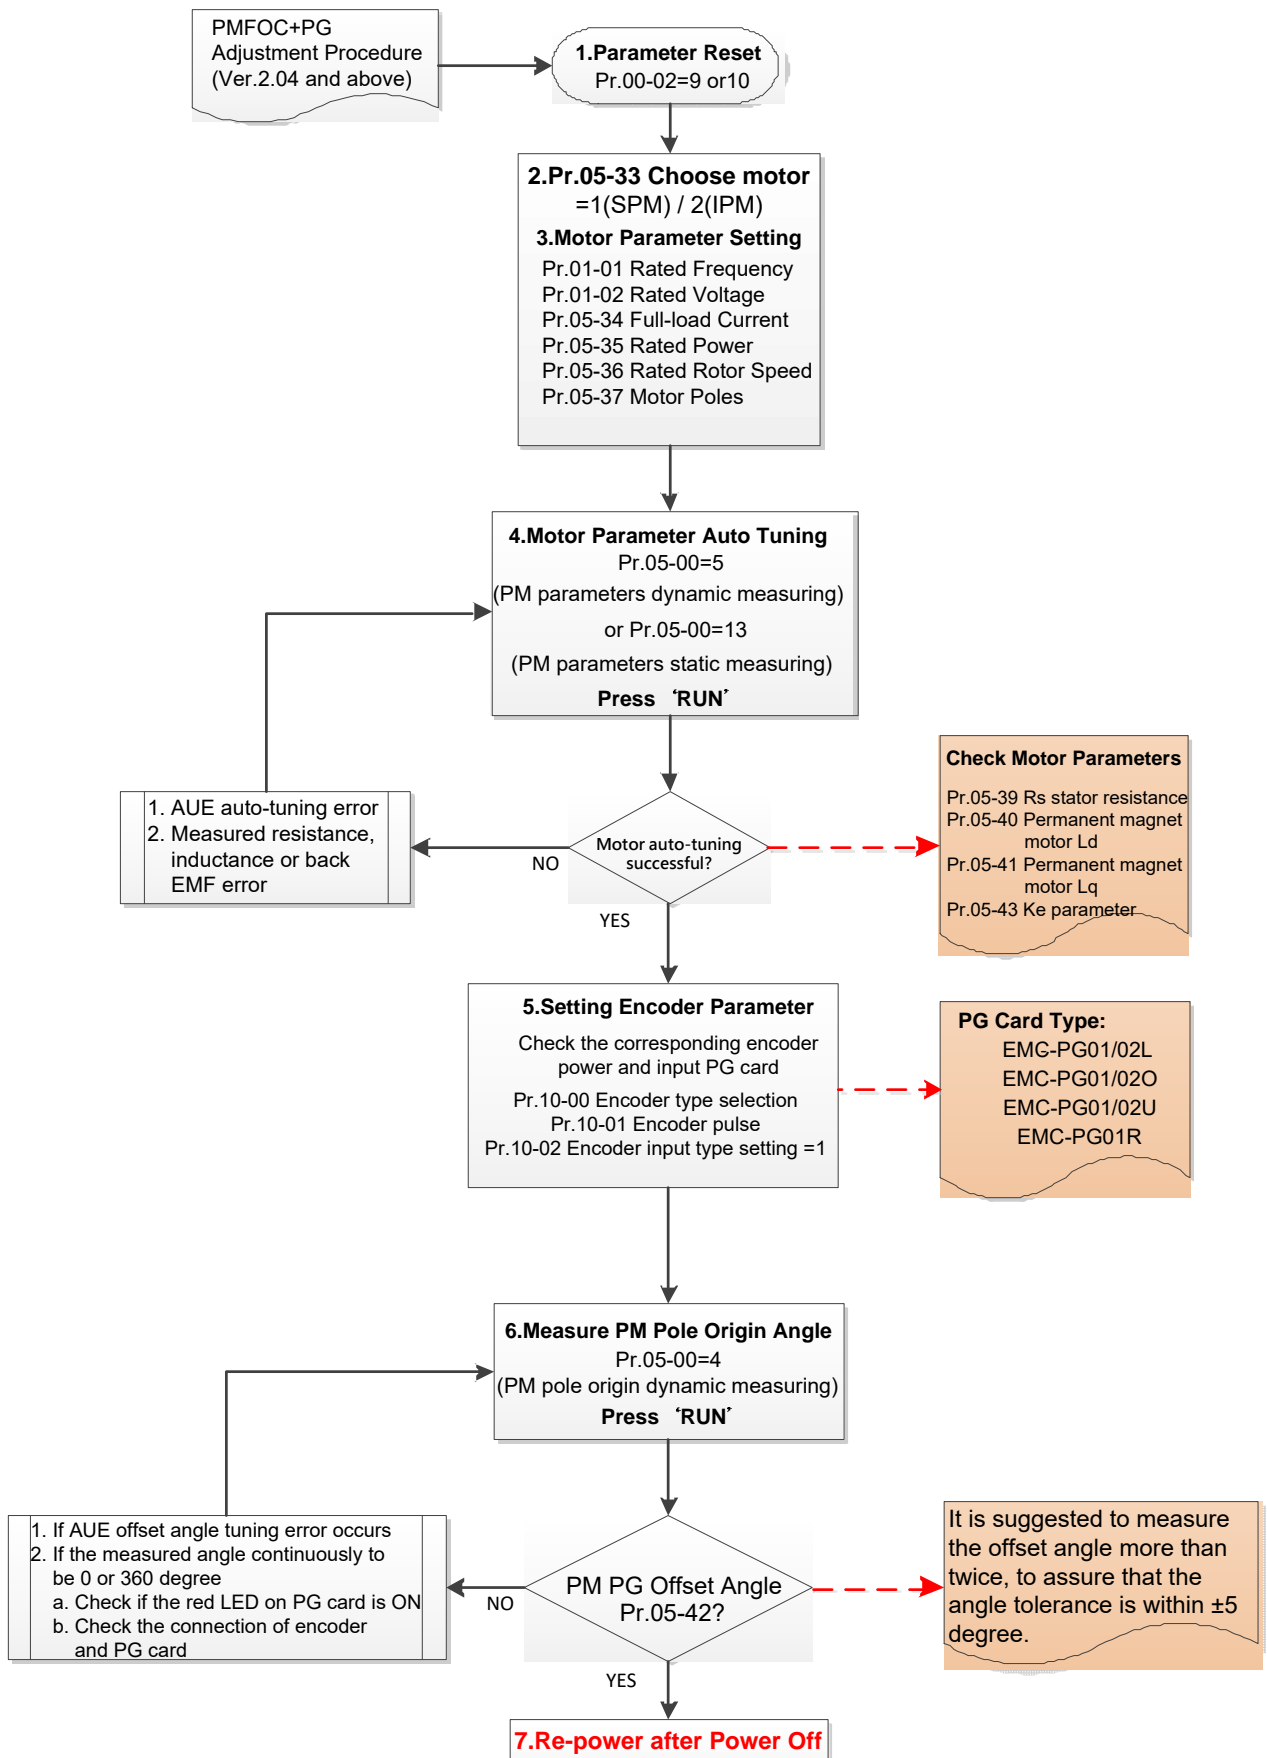 PMFOC+PG
Adjustment Procedure
(Ver.2.04 and above)
1.Parameter Reset
Pr.00-02=9 or10
2.Pr.05-33 Choose motor
=1(SPM) / 2(IPM)
3.Motor Parameter Setting
Pr.01-01 Rated Frequency
Pr.01-02 Rated Voltage
Pr.05-34 Full-load Current
Pr.05-35 Rated Power
Pr.05-36 Rated Rotor Speed
Pr.05-37 Motor Poles
4.Motor Parameter Auto Tuning
Pr.05-00=5
(PM parameters dynamic measuring)
or Pr.05-00=13
(PM parameters static measuring)
Press ‘RUN’
Motor auto-tuning
successful?
NO
YES
1. AUE auto-tuning error
2. Measured resistance,
inductance or back
EMF error
Check Motor Parameters
Pr.05-39 Rs stator resistance
Pr.05-40 Permanent magnet
motor Ld
Pr.05-41 Permanent magnet
motor Lq
Pr.05-43 Ke parameter
5.Setting Encoder Parameter
Check the corresponding encoder
power and input PG card
Pr.10-00 Encoder type selection
Pr.10-01 Encoder pulse
Pr.10-02 Encoder input type setting =1
PG Card Type:
EMC-PG01/02L
EMC-PG01/02O
EMC-PG01/02U
EMC-PG01R
6.Measure PM Pole Origin Angle
Pr.05-00=4
(PM pole origin dynamic measuring)
Press ‘RUN’
PM PG Offset Angle
Pr.05-42?
NO
YES
1. If AUE offset angle tuning error occurs
2. If the measured angle continuously to
be 0 or 360 degree
a. Check if the red LED on PG card is ON
b. Check the connection of encoder
and PG card
It is suggested to measure
the offset angle more than
twice, to assure that the
angle tolerance is within ±5
degree.
7.Re-power after Power Off